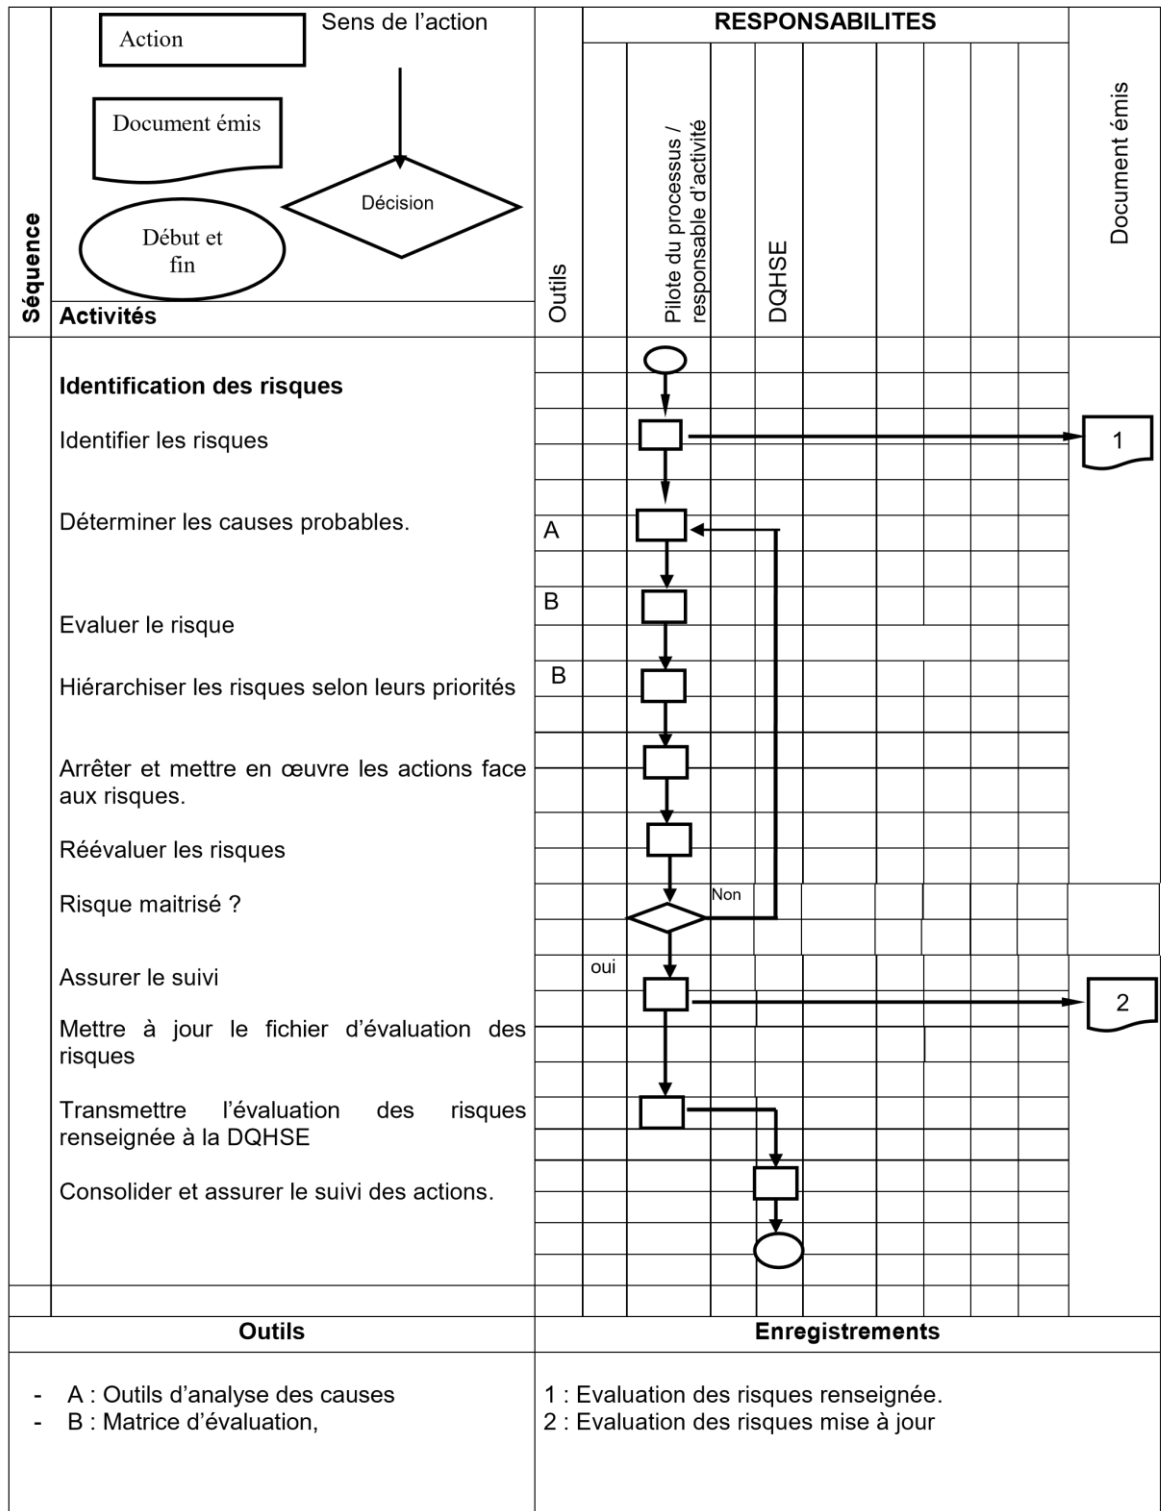 Action
Sens de l’action
RESPONSABILITES
Document émis
Décision
Début et
fin
Séquence
Activités
Outils
Pilote du processus /
responsable d’activité
DQHSE
Document émis
Identification des risques
Identifier les risques
1
Déterminer les causes probables.
A
Evaluer le risque
B
Hiérarchiser les risques selon leurs priorités
B
Arrêter et mettre en œuvre les actions face
aux risques.
Réévaluer les risques
Risque maitrisé ?
Non
oui
Assurer le suivi
2
Mettre à jour le fichier d’évaluation des
risques
Transmettre l’évaluation des risques
renseignée à la DQHSE
Consolider et assurer le suivi des actions.
Outils
Enregistrements
- A : Outils d’analyse des causes
- B : Matrice d’évaluation,
1 : Evaluation des risques renseignée.
2 : Evaluation des risques mise à jour